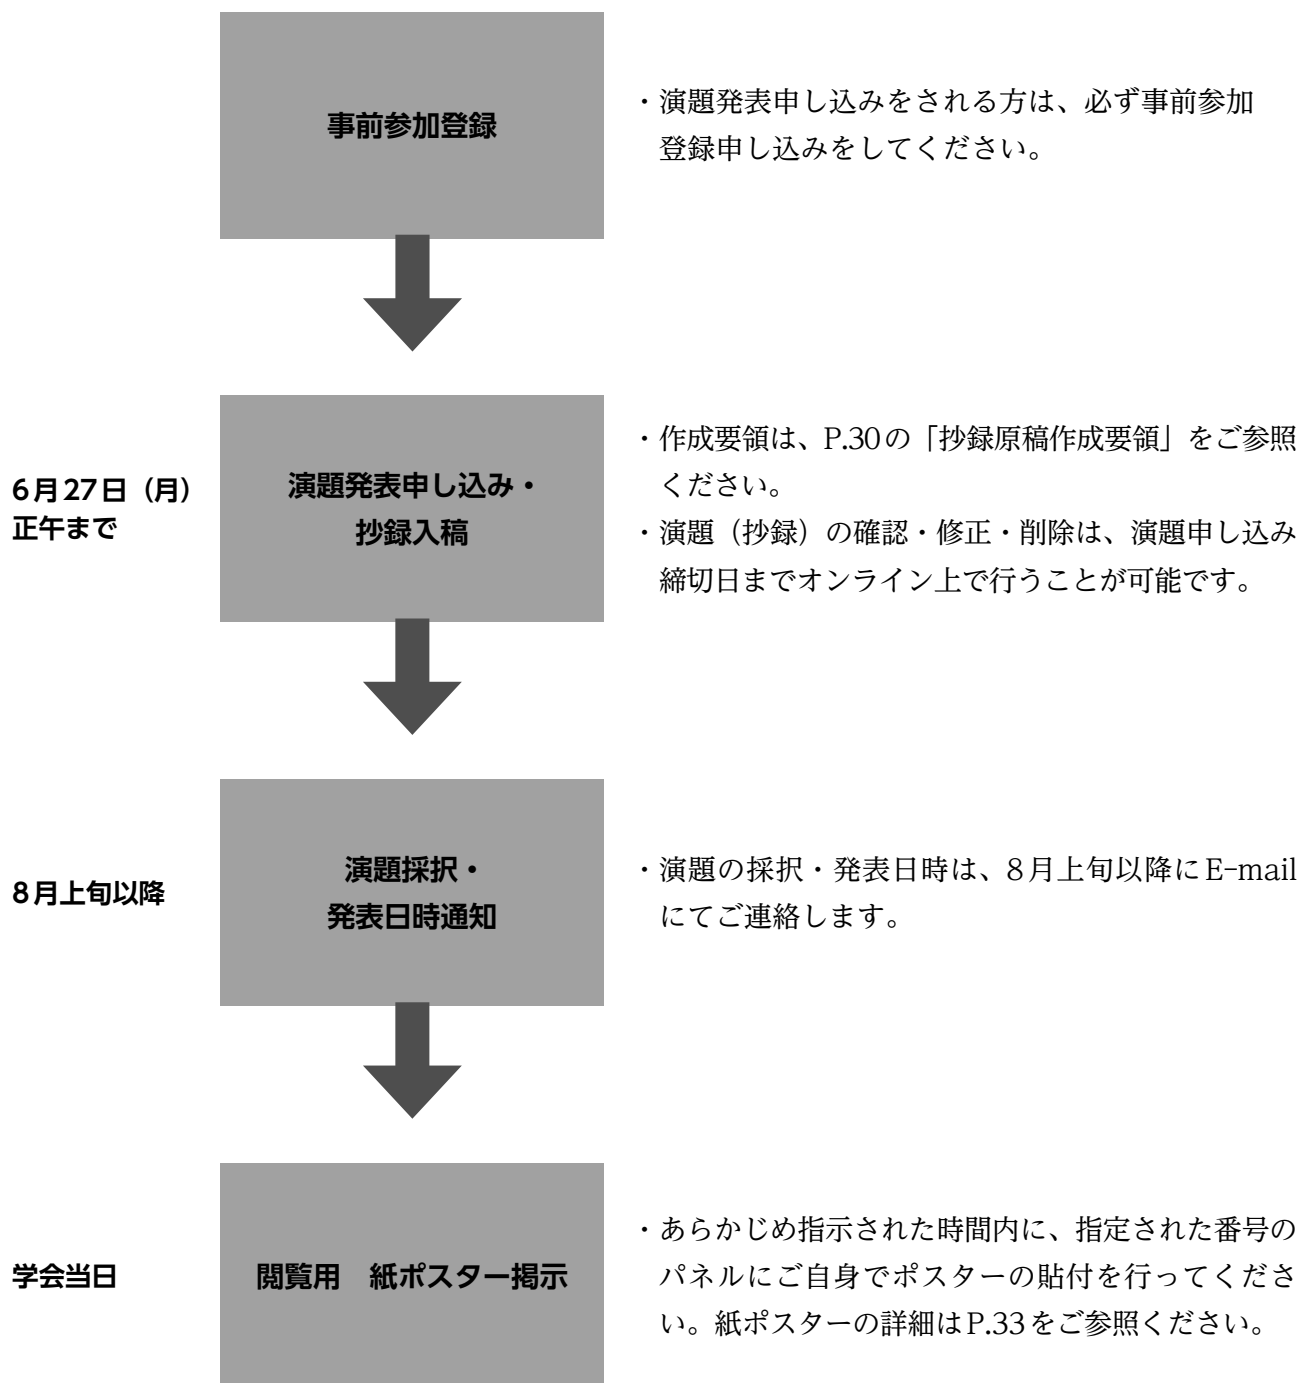 事前参加登録
・演題発表申し込みをされる方は、必ず事前参加
登録申し込みをしてください。
6月27日（月）
正午まで
演題発表申し込み・
抄録入稿
・作成要領は、P.30の「抄録原稿作成要領」をご参照
ください。
・演題（抄録）の確認・修正・削除は、演題申し込み
締切日までオンライン上で行うことが可能です。
8月上旬以降
演題採択・
発表日時通知
・演題の採択・発表日時は、8月上旬以降にE-mail
にてご連絡します。
学会当日
閲覧用　紙ポスター掲示
・あらかじめ指示された時間内に、指定された番号の
パネルにご自身でポスターの貼付を行ってくださ
い。紙ポスターの詳細はP.33をご参照ください。